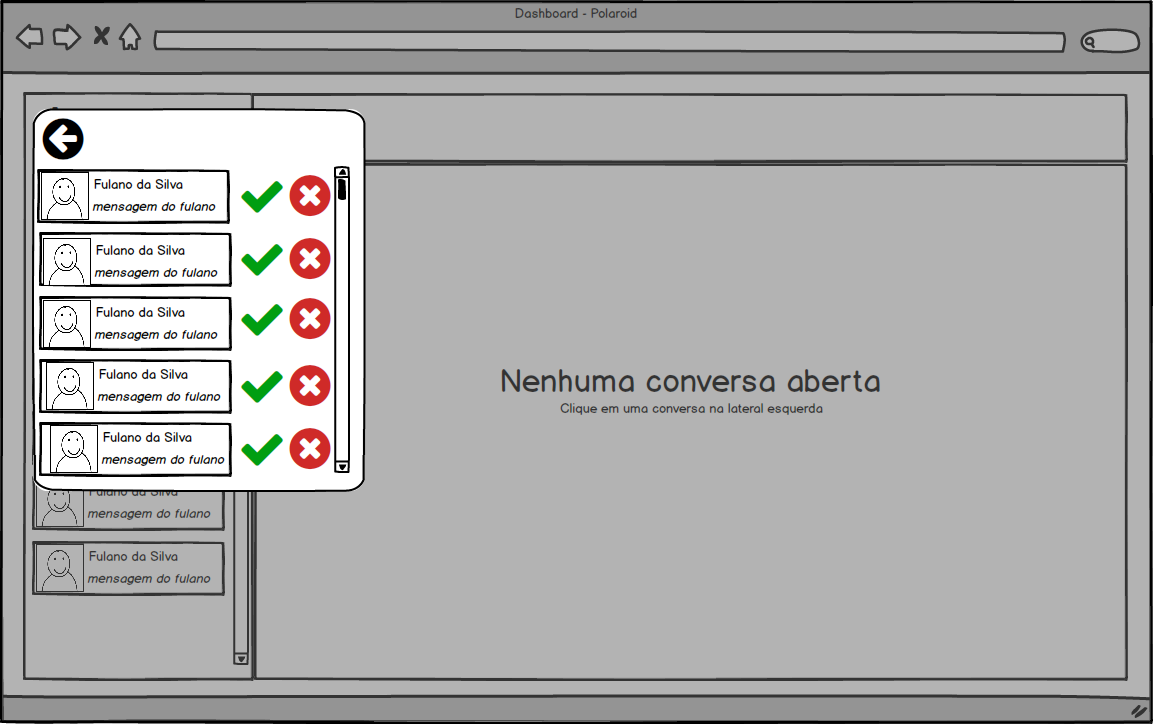 Dashboard - Polaroid
Fulano da Silva
mensagem do fulano
Fulano da Silva
mensagem do fulano
Fulano da Silva
mensagem do fulano
Fulano da Silva
mensagem do fulano
Fulano da Silva
mensagem do fulano
Fulano da Silva
mensagem do fulano
Fulano da Silva
mensagem do fulano
Nenhuma conversa aberta
Clique em uma conversa na lateral esquerda